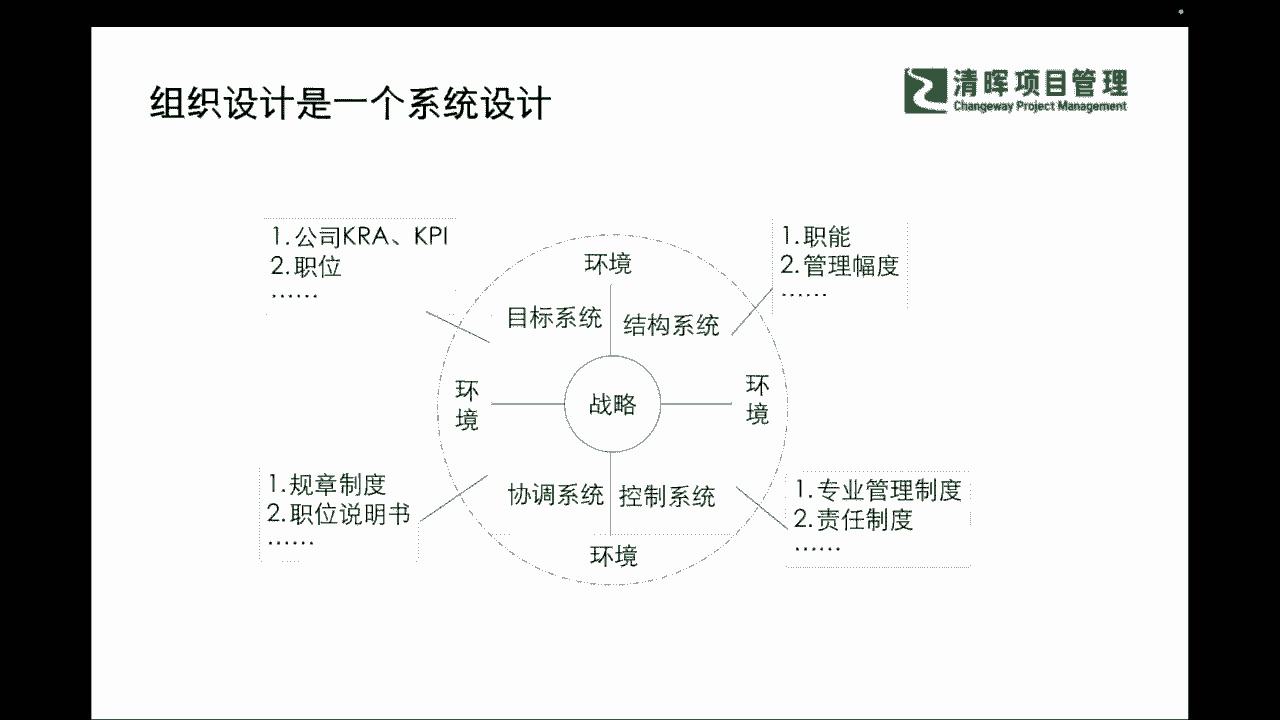 组织设计是一个系统设计
清晖项目管理
Changeway Project Management
1.公司KRA、KPI
2.职位
……
1.职能
2.管理幅度
……
环境
目标系统
结构系统
环境
战略
环境
协调系统
控制系统
环境
1.规章制度
2.职位说明书
……
1.专业管理制度
2.责任制度
……